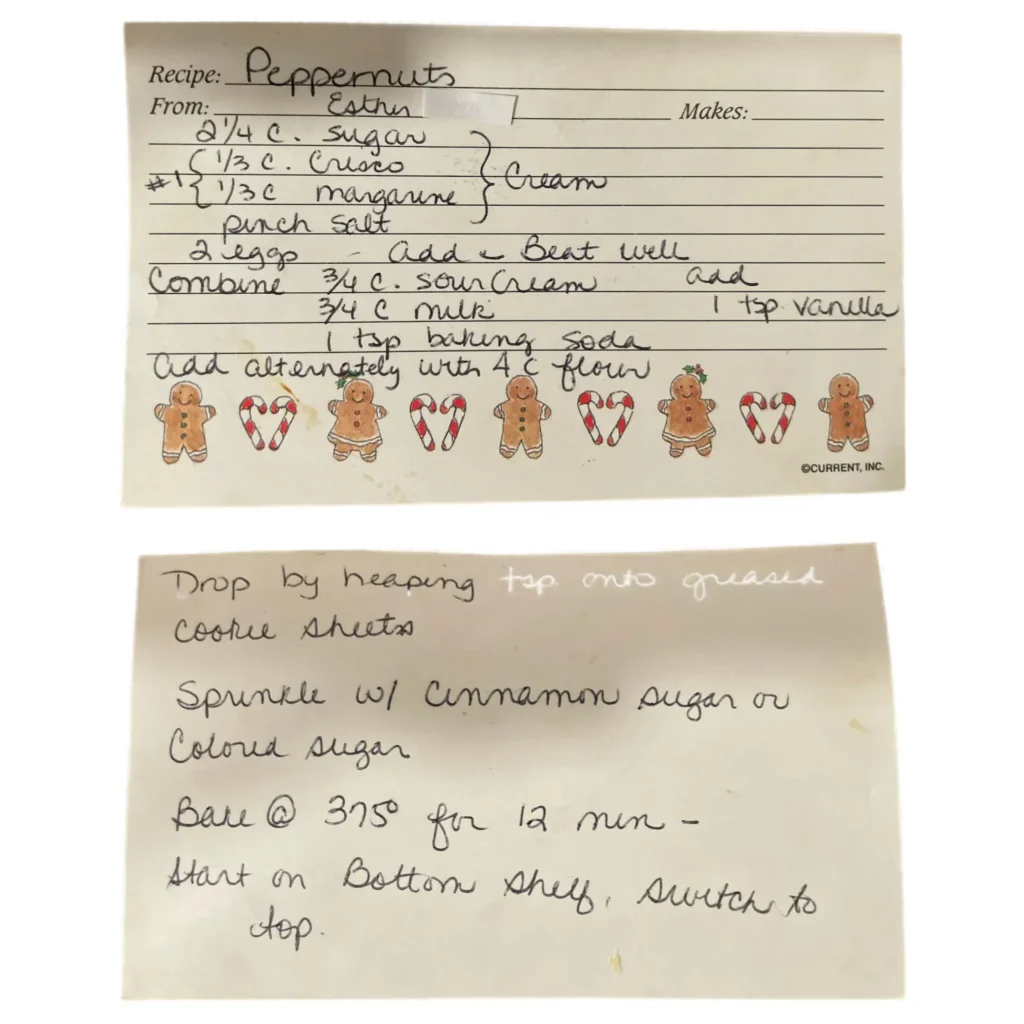 Recipe: Peppernuts
From: Esther Makes:
2 1/4 c. sugar
#1 { 1/3 c. Crisco } Cream
1/3 c margarine
pinch salt
2 eggs - add & Beat well
Combine 3/4 c. sour Cream add
3/4 c milk 1 tsp vanilla
1 tsp baking soda
add alternately with 4 c flour
©CURRENT, INC.
Drop by heaping tsp onto greased
cookie sheets
Sprinkle w/ Cinnamon sugar or
Colored sugar
Bake @ 375° for 12 min -
Start on Bottom shelf, switch to
top.